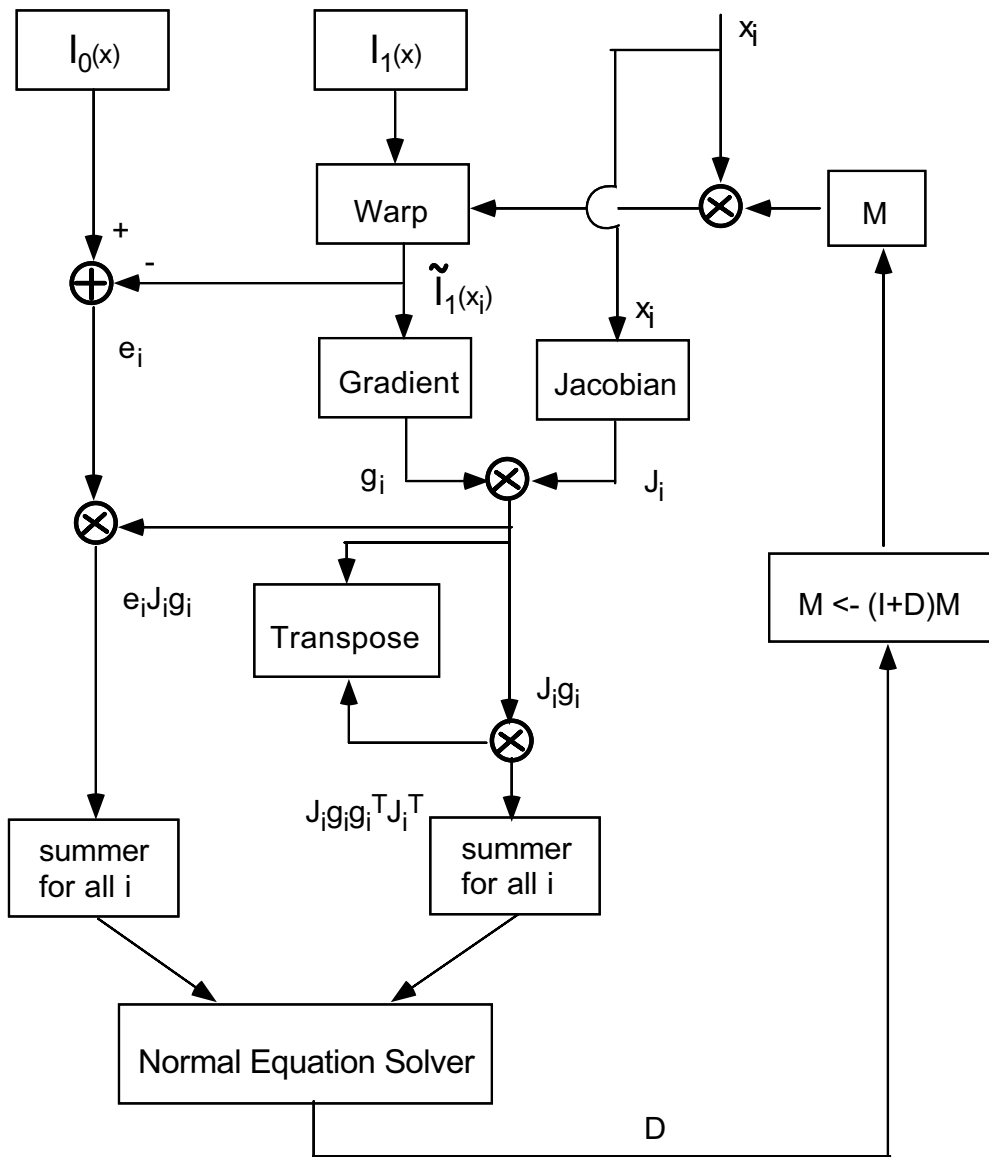 I₀(x)
I₁(x)
xᵢ
Warp
M
+
-
Ĩ₁(xᵢ)
eᵢ
xᵢ
Gradient
Jacobian
gᵢ
Jᵢ
eᵢJᵢgᵢ
Transpose
M <- (I+D)M
Jᵢgᵢ
JᵢgᵢgᵢᵀJᵢᵀ
summer
for all i
summer
for all i
Normal Equation Solver
D